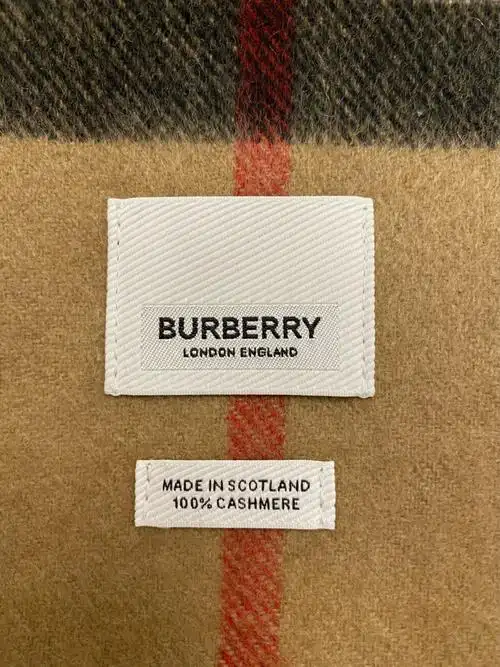 BURBERRY
LONDON ENGLAND
MADE IN SCOTLAND
100% CASHMERE